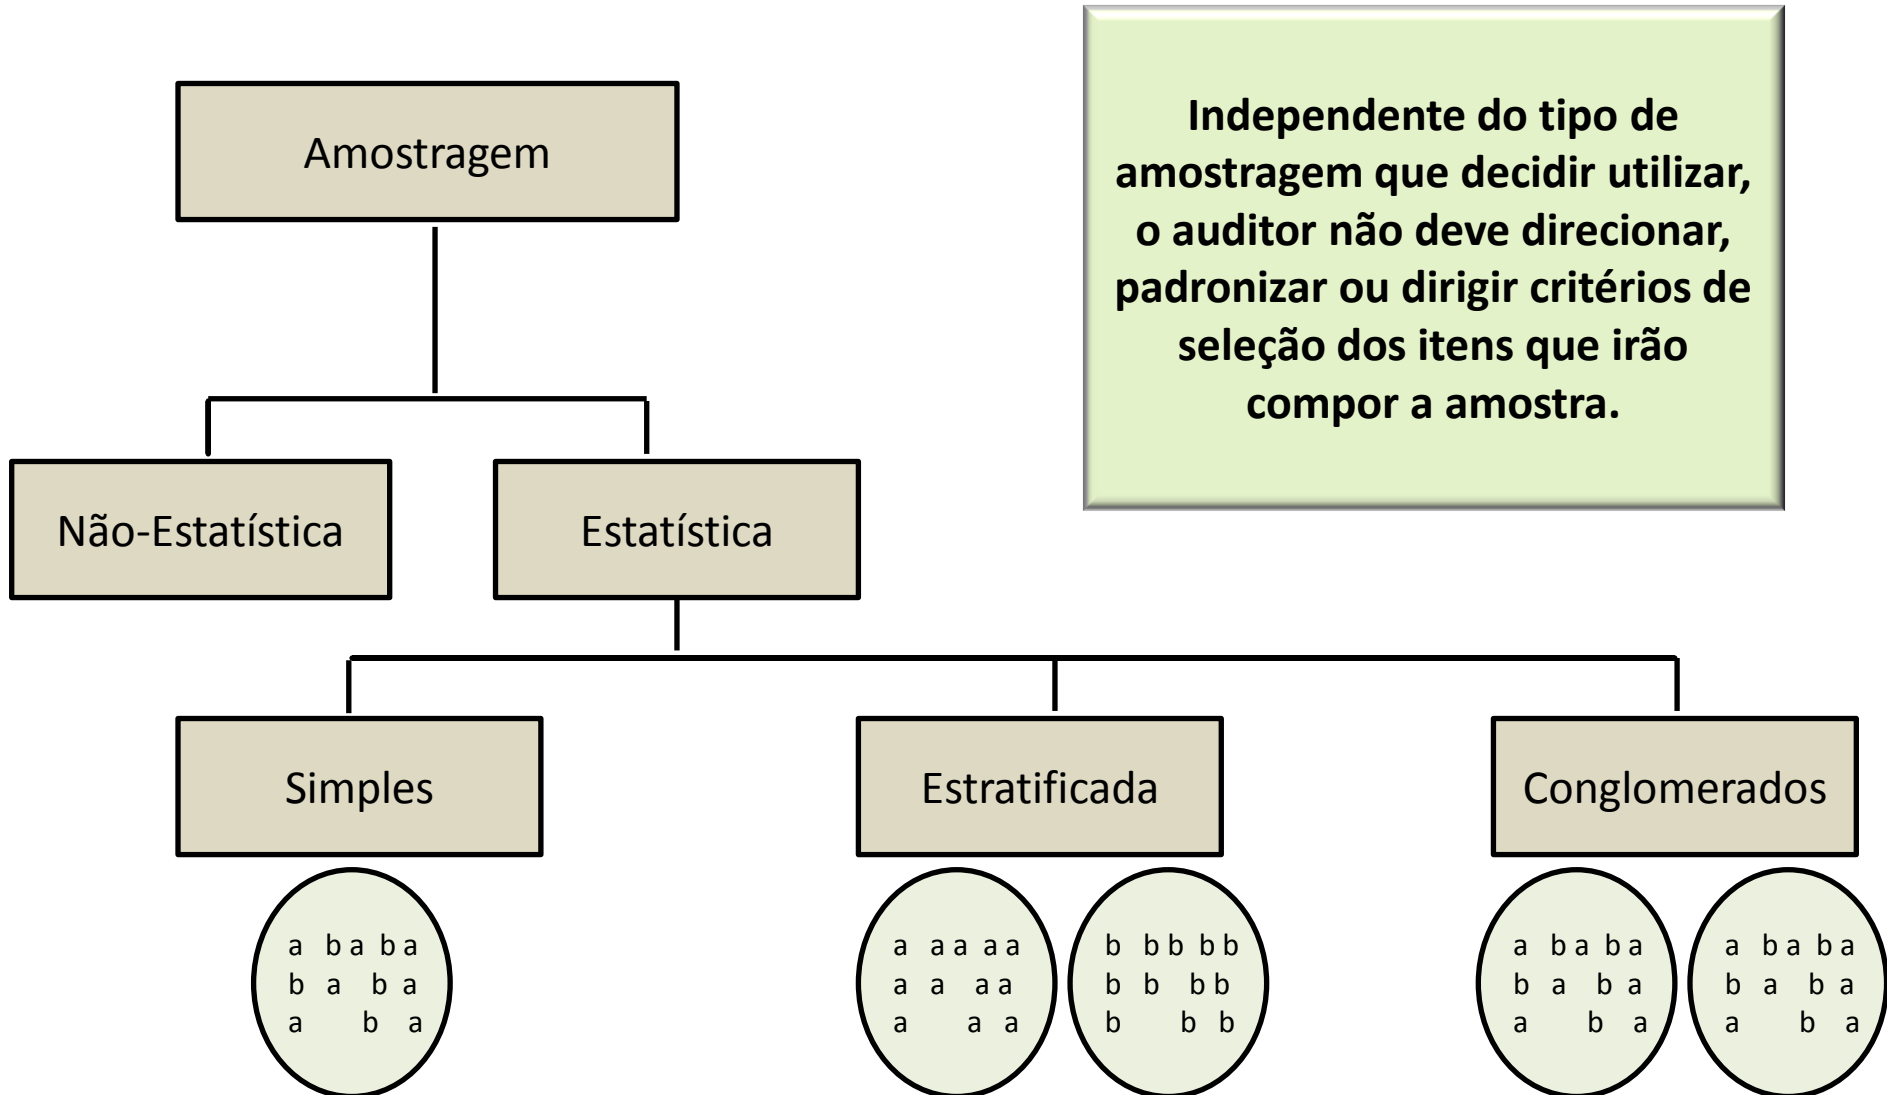 Amostragem
Independente do tipo de
amostragem que decidir utilizar,
o auditor não deve direcionar,
padronizar ou dirigir critérios de
seleção dos itens que irão
compor a amostra.
Não-Estatística
Estatística
Simples
Estratificada
Conglomerados
a b a b a
b a b a
a b a
a a a a a
a a a a
a a a
b b b b b
b b b b
b b b
a b a b a
b a b a
a b a
a b a b a
b a b a
a b a